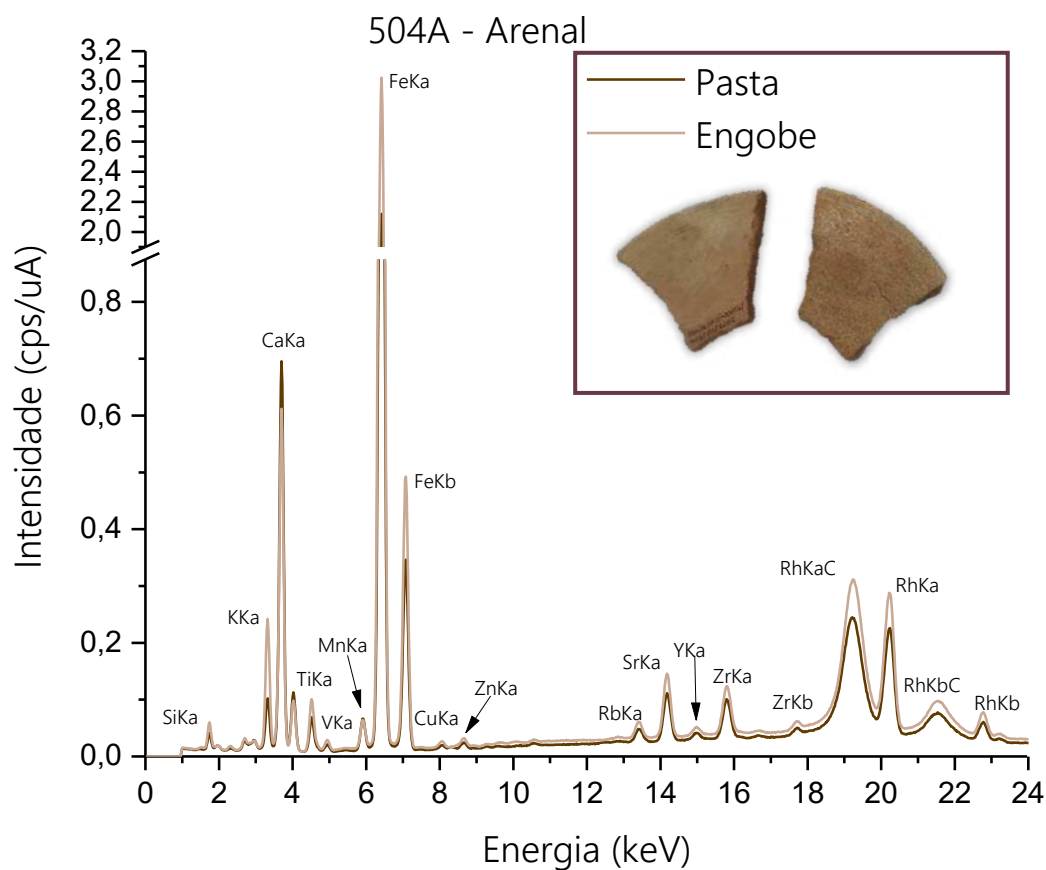 504A - Arenal
Pasta
Engobe
Intensidade (cps/uA)
3,2
3,0
2,8
2,6
2,4
2,2
2,0
0,8
0,6
0,4
0,2
0,0
FeKa
CaKa
FeKb
KKa
MnKa
TiKa
SiKa
VKa
CuKa
ZnKa
RbKa
SrKa
YKa
ZrKa
ZrKb
RhKaC
RhKa
RhKbC
RhKb
0 2 4 6 8 10 12 14 16 18 20 22 24
Energia (keV)